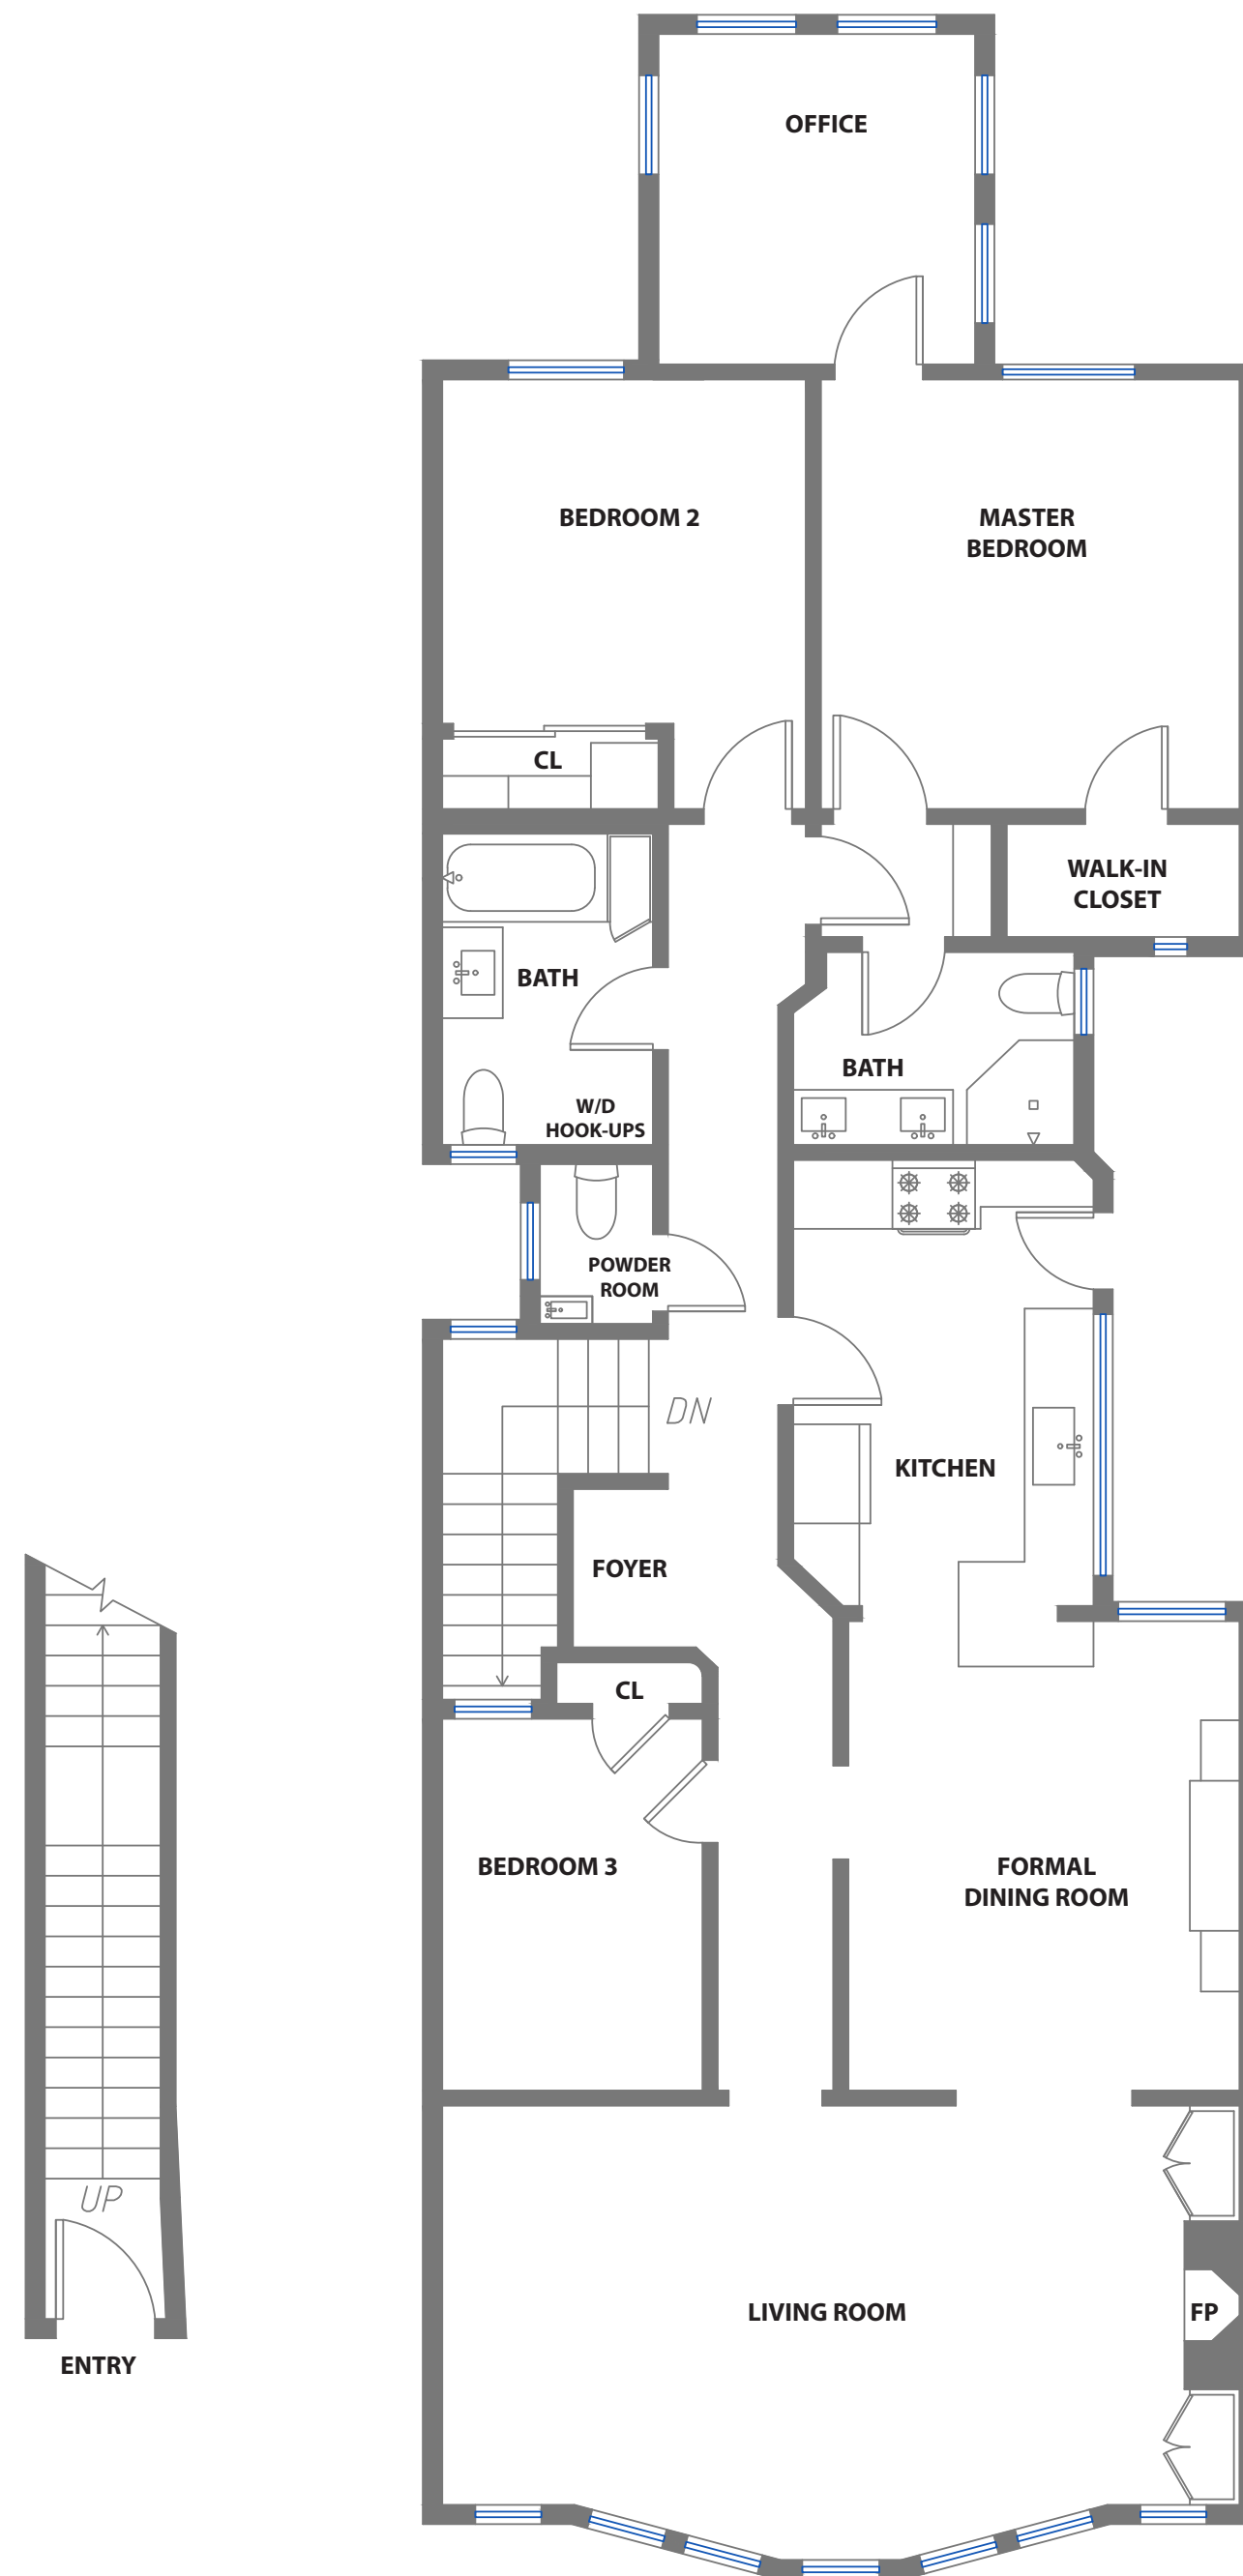 OFFICE
BEDROOM 2
MASTER
BEDROOM
CL
WALK-IN
CLOSET
BATH
BATH
W/D
HOOK-UPS
POWDER
ROOM
DN
KITCHEN
FOYER
CL
BEDROOM 3
FORMAL
DINING ROOM
UP
LIVING ROOM
FP
ENTRY